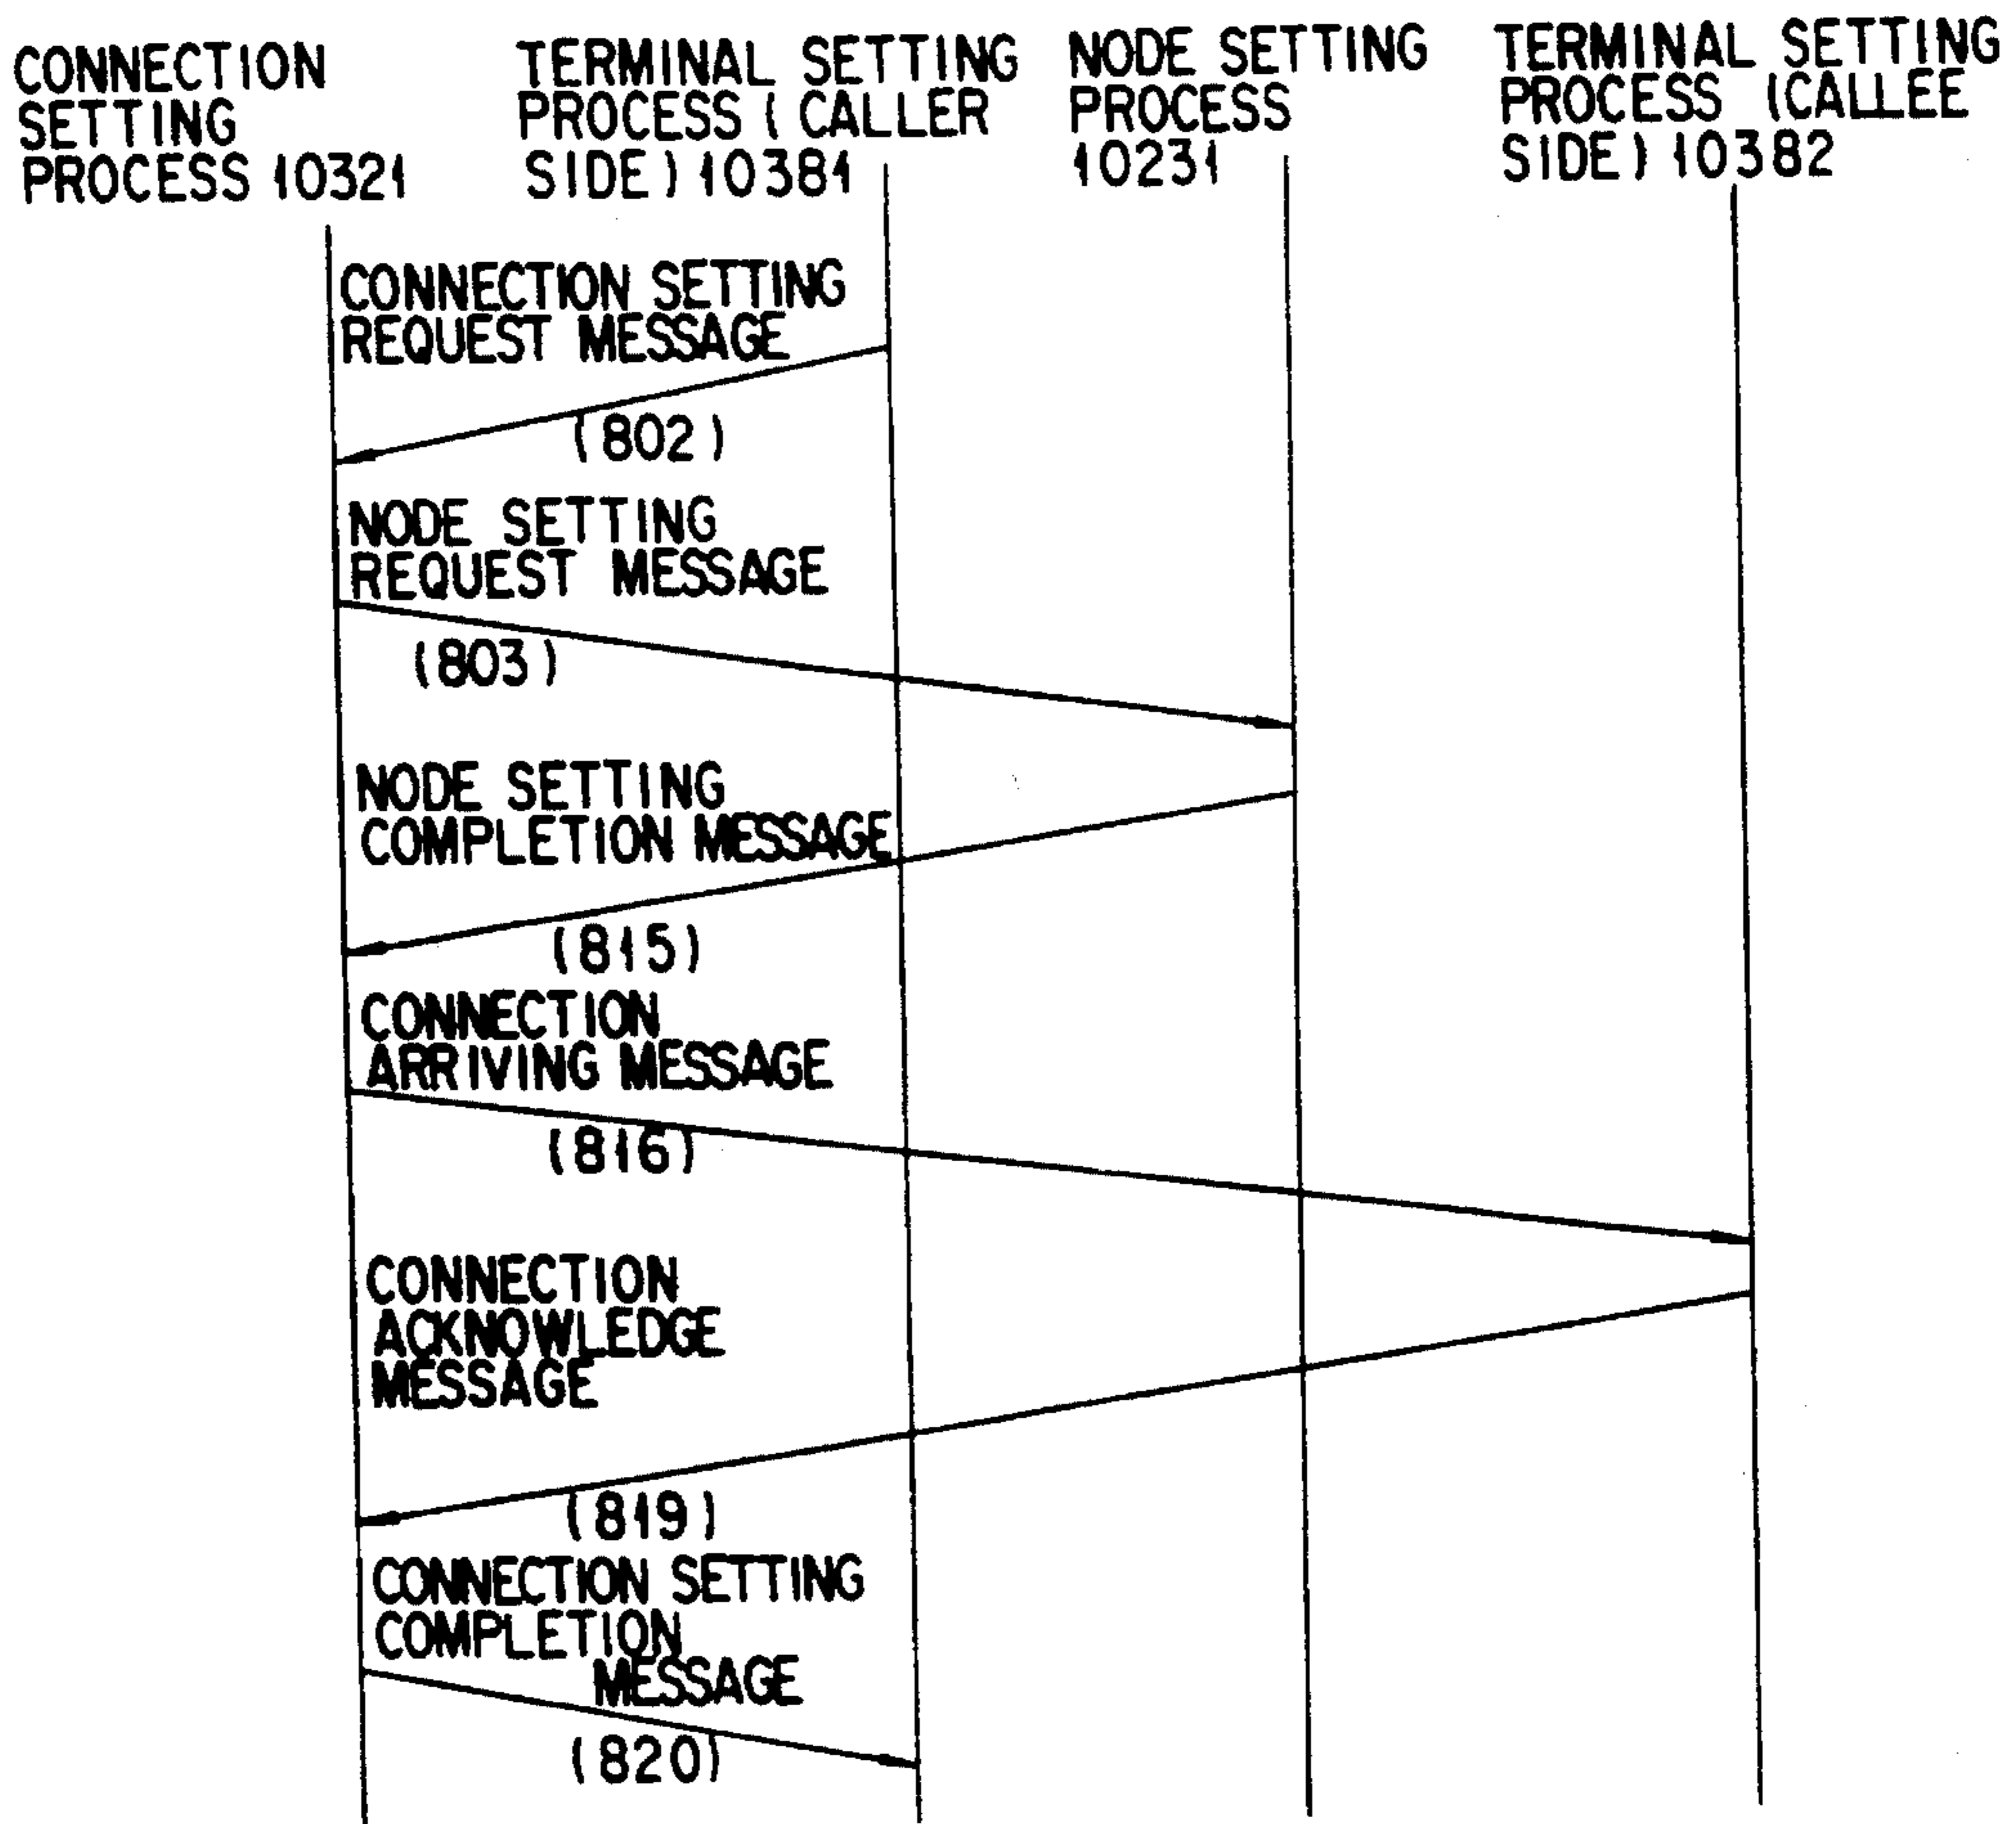 CONNECTION
SETTING
PROCESS 10321
TERMINAL SETTING
PROCESS (CALLER
SIDE) 10381
NODE SETTING
PROCESS
10231
TERMINAL SETTING
PROCESS (CALLEE
SIDE) 10382
CONNECTION SETTING
REQUEST MESSAGE
(802)
NODE SETTING
REQUEST MESSAGE
(803)
NODE SETTING
COMPLETION MESSAGE
(815)
CONNECTION
ARRIVING MESSAGE
(816)
CONNECTION
ACKNOWLEDGE
MESSAGE
(819)
CONNECTION SETTING
COMPLETION
MESSAGE
(820)